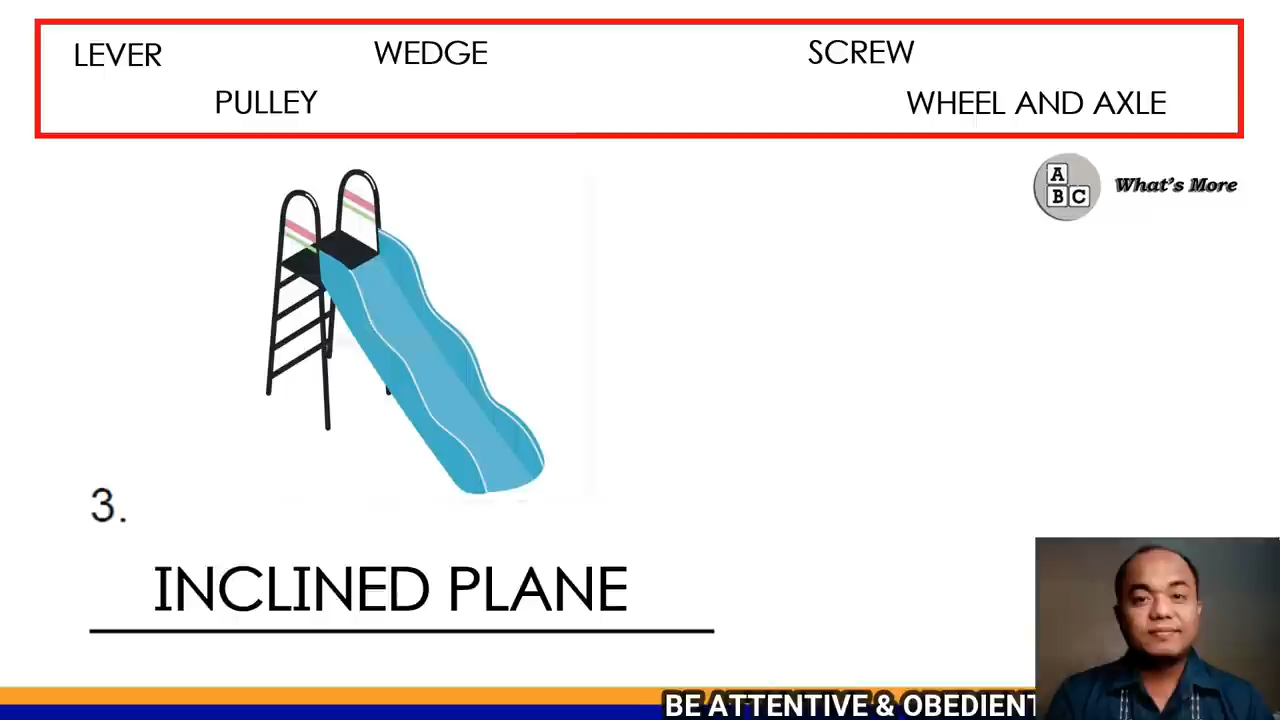 LEVER WEDGE SCREW
PULLEY WHEEL AND AXLE
A
B C
What's More
3.
INCLINED PLANE
BE ATTENTIVE & OBEDIENT